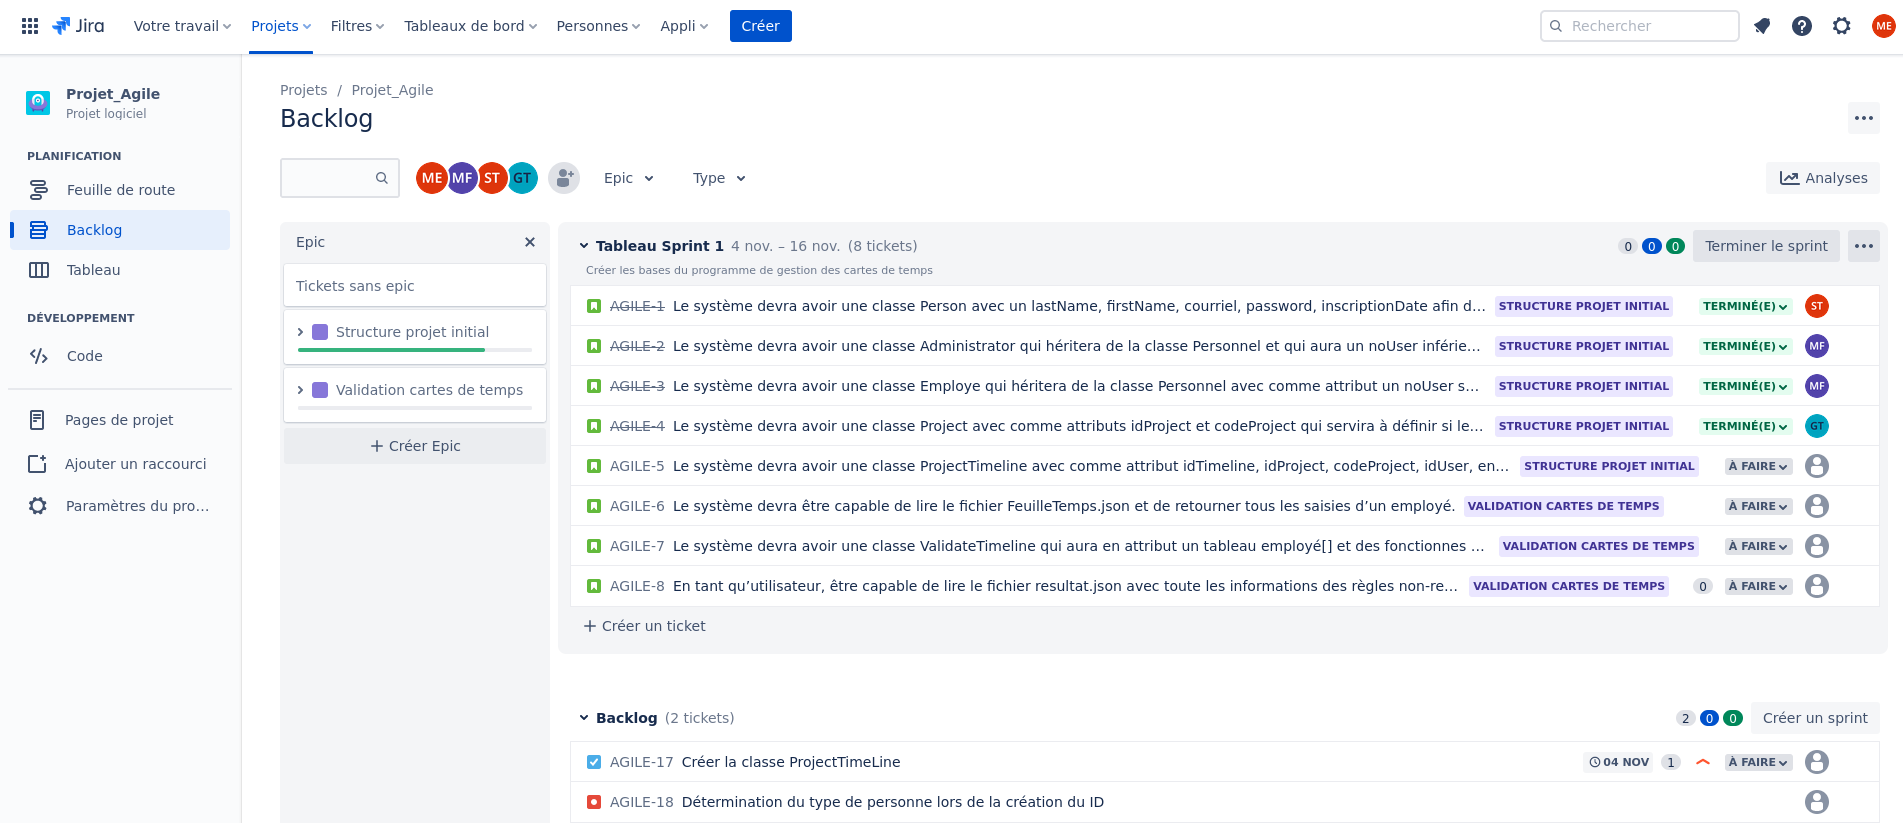 Jira Votre travail Projets Filtres Tableaux de bord Personnes Appli Créer Rechercher ME
Projet_Agile
Projet logiciel
PLANIFICATION
Feuille de route
Backlog
Tableau
DÉVELOPPEMENT
Code
Pages de projet
Ajouter un raccourci
Paramètres du pro…
Projets / Projet_Agile
Backlog
ME MF ST GT Epic Type Analyses
Epic
Tickets sans epic
Structure projet initial
Validation cartes de temps
Créer Epic
Tableau Sprint 1 4 nov. – 16 nov. (8 tickets) 0 0 0 Terminer le sprint
Créer les bases du programme de gestion des cartes de temps
AGILE-1 Le système devra avoir une classe Person avec un lastName, firstName, courriel, password, inscriptionDate afin d… STRUCTURE PROJET INITIAL TERMINÉ(E) ST
AGILE-2 Le système devra avoir une classe Administrator qui héritera de la classe Personnel et qui aura un noUser inférie… STRUCTURE PROJET INITIAL TERMINÉ(E) MF
AGILE-3 Le système devra avoir une classe Employe qui héritera de la classe Personnel avec comme attribut un noUser s… STRUCTURE PROJET INITIAL TERMINÉ(E) MF
AGILE-4 Le système devra avoir une classe Project avec comme attributs idProject et codeProject qui servira à définir si le… STRUCTURE PROJET INITIAL TERMINÉ(E) GT
AGILE-5 Le système devra avoir une classe ProjectTimeline avec comme attribut idTimeline, idProject, codeProject, idUser, en… STRUCTURE PROJET INITIAL À FAIRE
AGILE-6 Le système devra être capable de lire le fichier FeuilleTemps.json et de retourner tous les saisies d’un employé. VALIDATION CARTES DE TEMPS À FAIRE
AGILE-7 Le système devra avoir une classe ValidateTimeline qui aura en attribut un tableau employé[] et des fonctionnes … VALIDATION CARTES DE TEMPS À FAIRE
AGILE-8 En tant qu’utilisateur, être capable de lire le fichier resultat.json avec toute les informations des règles non-re… VALIDATION CARTES DE TEMPS 0 À FAIRE
Créer un ticket
Backlog (2 tickets) 2 0 0 Créer un sprint
AGILE-17 Créer la classe ProjectTimeLine 04 NOV 1 À FAIRE
AGILE-18 Détermination du type de personne lors de la création du ID